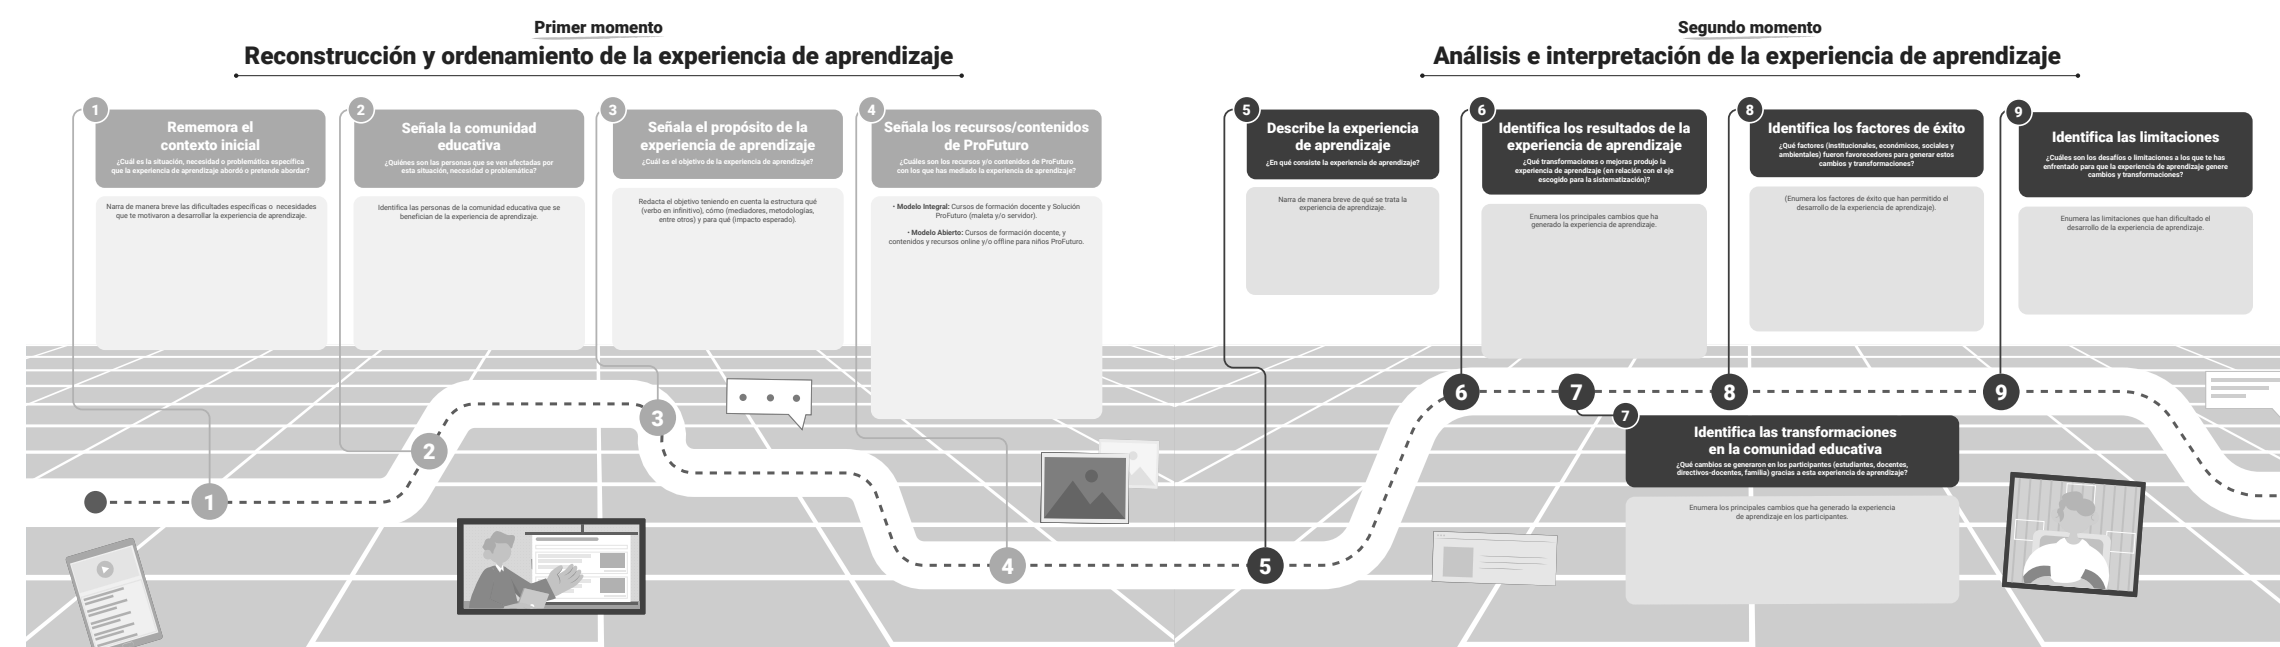 Primer momento
Reconstrucción y ordenamiento de la experiencia de aprendizaje
1
Rememora el
contexto inicial
¿Cuál es la situación, necesidad o problemática específica
que la experiencia de aprendizaje abordó o pretende abordar?
Narra de manera breve las dificultades específicas o necesidades
que te motivaron a desarrollar la experiencia de aprendizaje.
2
Señala la comunidad
educativa
¿Quiénes son las personas que se ven afectadas por
esta situación, necesidad o problemática?
Identifica las personas de la comunidad educativa que se
benefician de la experiencia de aprendizaje.
3
Señala el propósito de la
experiencia de aprendizaje
¿Cuál es el objetivo de la experiencia de aprendizaje?
Redacta el objetivo teniendo en cuenta la estructura qué
(verbo en infinitivo), cómo (mediadores, metodologías,
entre otros) y para qué (impacto esperado).
4
Señala los recursos/contenidos
de ProFuturo
¿Cuáles son los recursos y/o contenidos de ProFuturo
con los que has mediado la experiencia de aprendizaje?
• Modelo Integral: Cursos de formación docente y Solución
ProFuturo (maleta y/o servidor).
• Modelo Abierto: Cursos de formación docente, y
contenidos y recursos online y/o offline para niños ProFuturo.
1
2
3
4
Segundo momento
Análisis e interpretación de la experiencia de aprendizaje
5
Describe la experiencia
de aprendizaje
¿En qué consiste la experiencia de aprendizaje?
Narra de manera breve de qué se trata la
experiencia de aprendizaje.
6
Identifica los resultados de la
experiencia de aprendizaje
¿Qué transformaciones o mejoras produjo la
experiencia de aprendizaje (en relación con el eje
escogido para la sistematización)?
Enumera los principales cambios que ha
generado la experiencia de aprendizaje.
8
Identifica los factores de éxito
¿Qué factores (institucionales, económicos, sociales y
ambientales) fueron favorecedores para generar estos
cambios y transformaciones?
(Enumera los factores de éxito que han permitido el
desarrollo de la experiencia de aprendizaje).
9
Identifica las limitaciones
¿Cuáles son los desafíos o limitaciones a los que te has
enfrentado para que la experiencia de aprendizaje genere
cambios y transformaciones?
Enumera las limitaciones que han dificultado el
desarrollo de la experiencia de aprendizaje.
5
6
7
8
9
7
Identifica las transformaciones
en la comunidad educativa
¿Qué cambios se generaron en los participantes (estudiantes, docentes,
directivos-docentes, familia) gracias a esta experiencia de aprendizaje?
Enumera los principales cambios que ha generado la experiencia
de aprendizaje en los participantes.